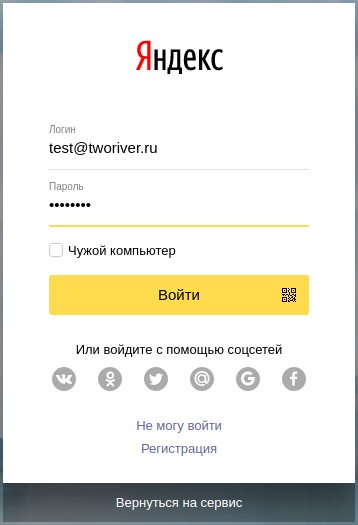 Яндекс
Логин
test@tworiver.ru
Пароль
••••••••
Чужой компьютер
Войти
Или войдите с помощью соцсетей
Не могу войти
Регистрация
Вернуться на сервис